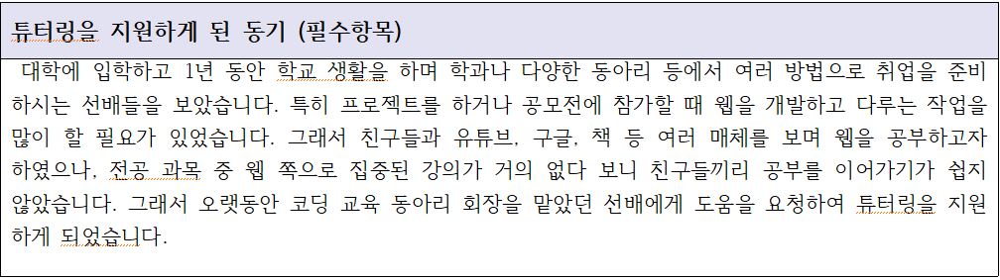 튜터링을 지원하게 된 동기 (필수항목)
대학에 입학하고 1년 동안 학교 생활을 하며 학과나 다양한 동아리 등에서 여러 방법으로 취업을 준비
하시는 선배들을 보았습니다. 특히 프로젝트를 하거나 공모전에 참가할 때 웹을 개발하고 다루는 작업을
많이 할 필요가 있었습니다. 그래서 친구들과 유튜브, 구글, 책 등 여러 매체를 보며 웹을 공부하고자
하였으나, 전공 과목 중 웹 쪽으로 집중된 강의가 거의 없다 보니 친구들끼리 공부를 이어가기가 쉽지
않았습니다. 그래서 오랫동안 코딩 교육 동아리 회장을 맡았던 선배에게 도움을 요청하여 튜터링을 지원
하게 되었습니다.